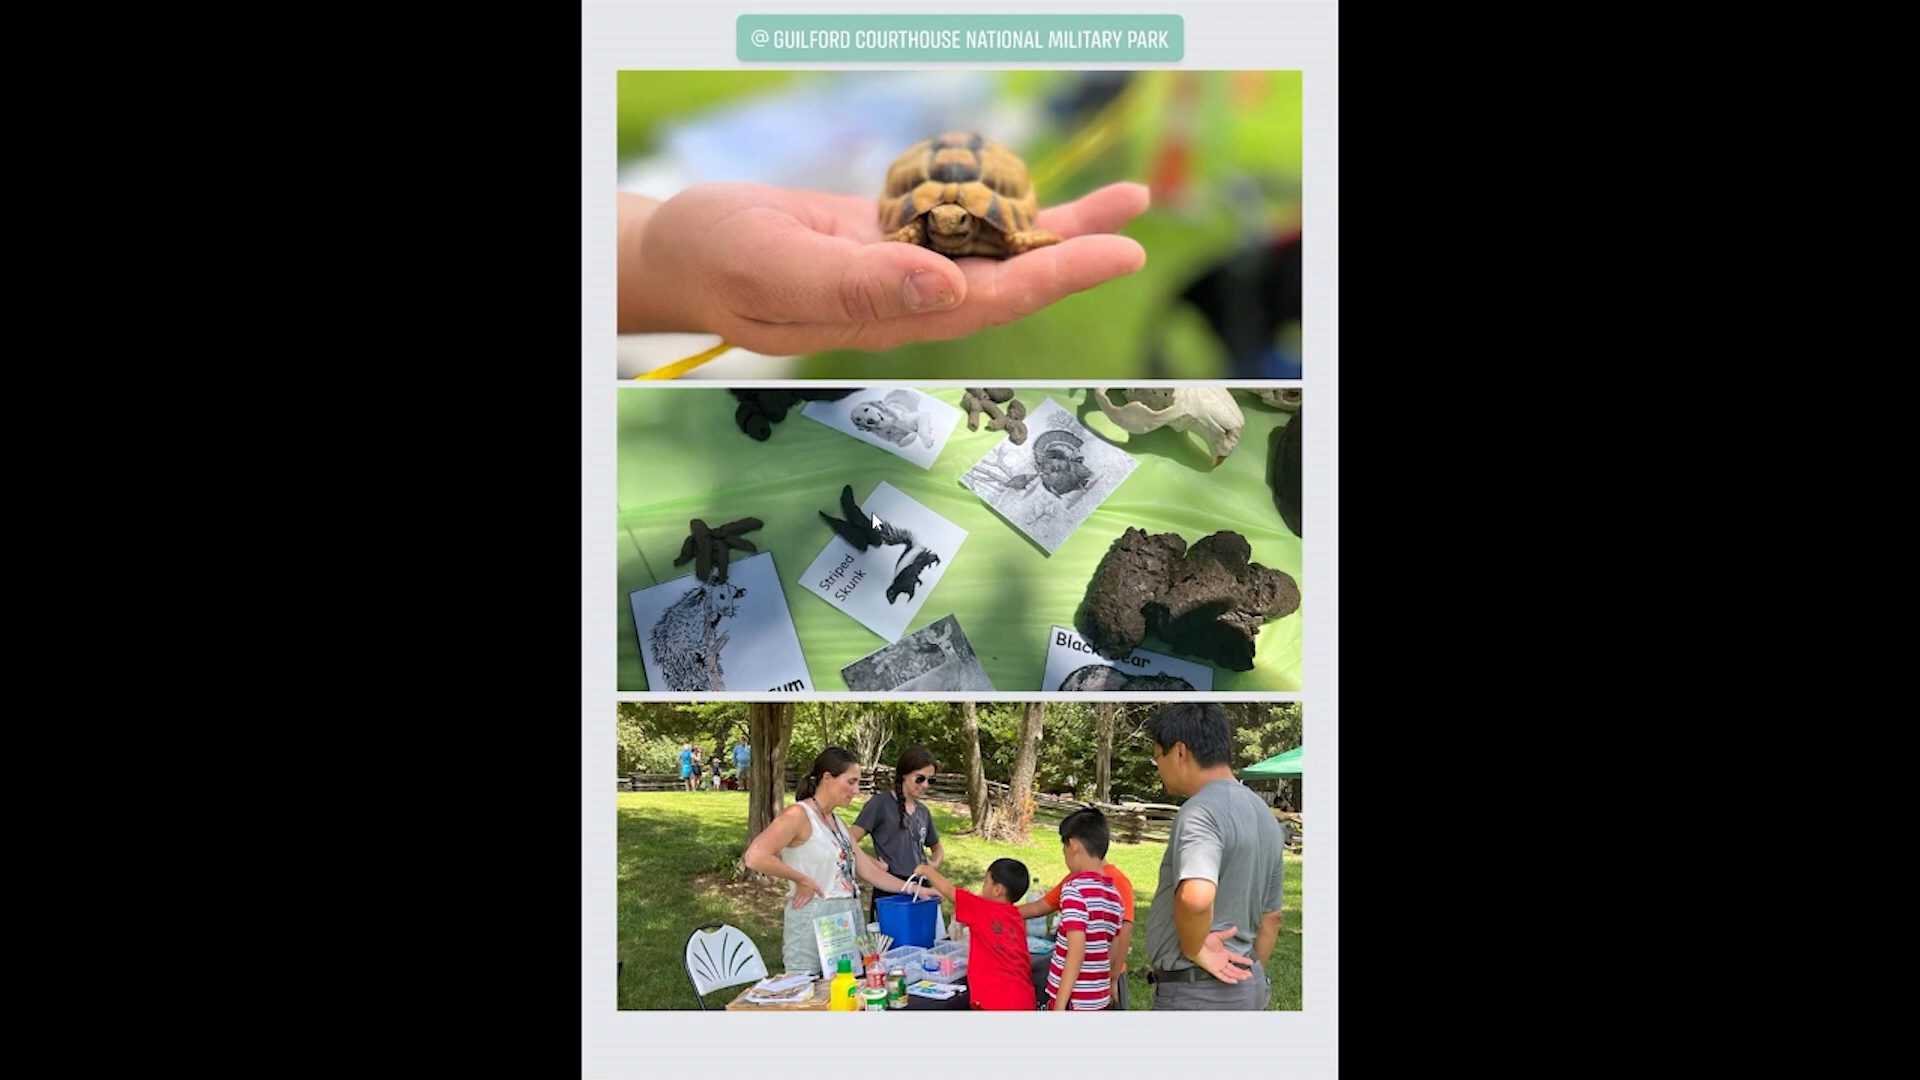 @ GUILFORD COURTHOUSE NATIONAL MILITARY PARK
Striped
Skunk
Black Bear